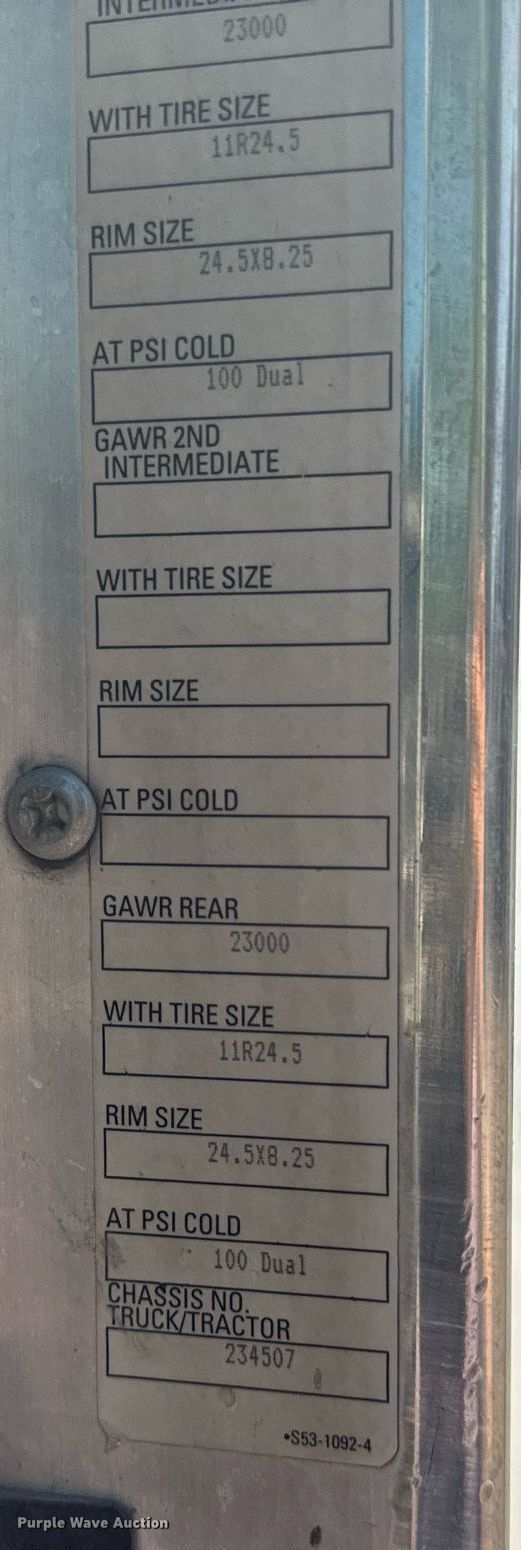 INTERMEDIATE
23000
WITH TIRE SIZE
11R24.5
RIM SIZE
24.5X8.25
AT PSI COLD
100 Dual
GAWR 2ND
INTERMEDIATE
WITH TIRE SIZE
RIM SIZE
AT PSI COLD
GAWR REAR
23000
WITH TIRE SIZE
11R24.5
RIM SIZE
24.5X8.25
AT PSI COLD
100 Dual
CHASSIS NO.
TRUCK/TRACTOR
234507
•S53-1092-4
Purple Wave Auction